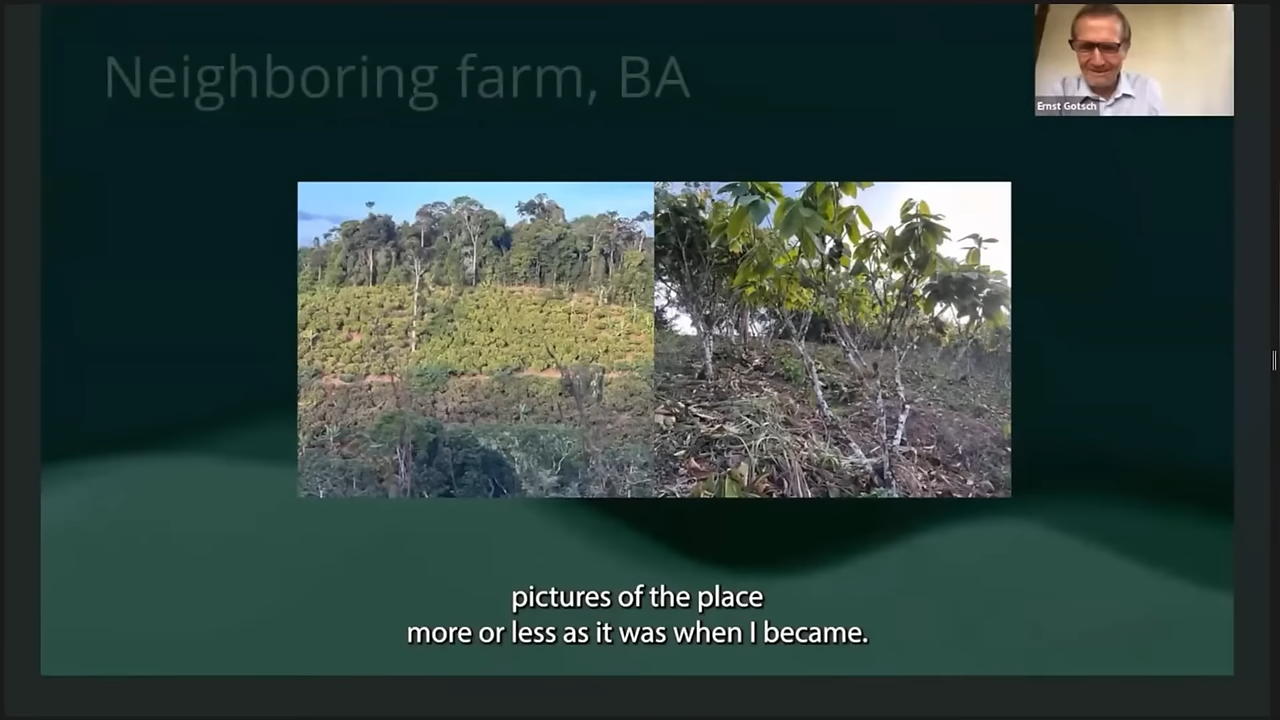 Neighboring farm, BA
Ernst Gotsch
pictures of the place
more or less as it was when I became.